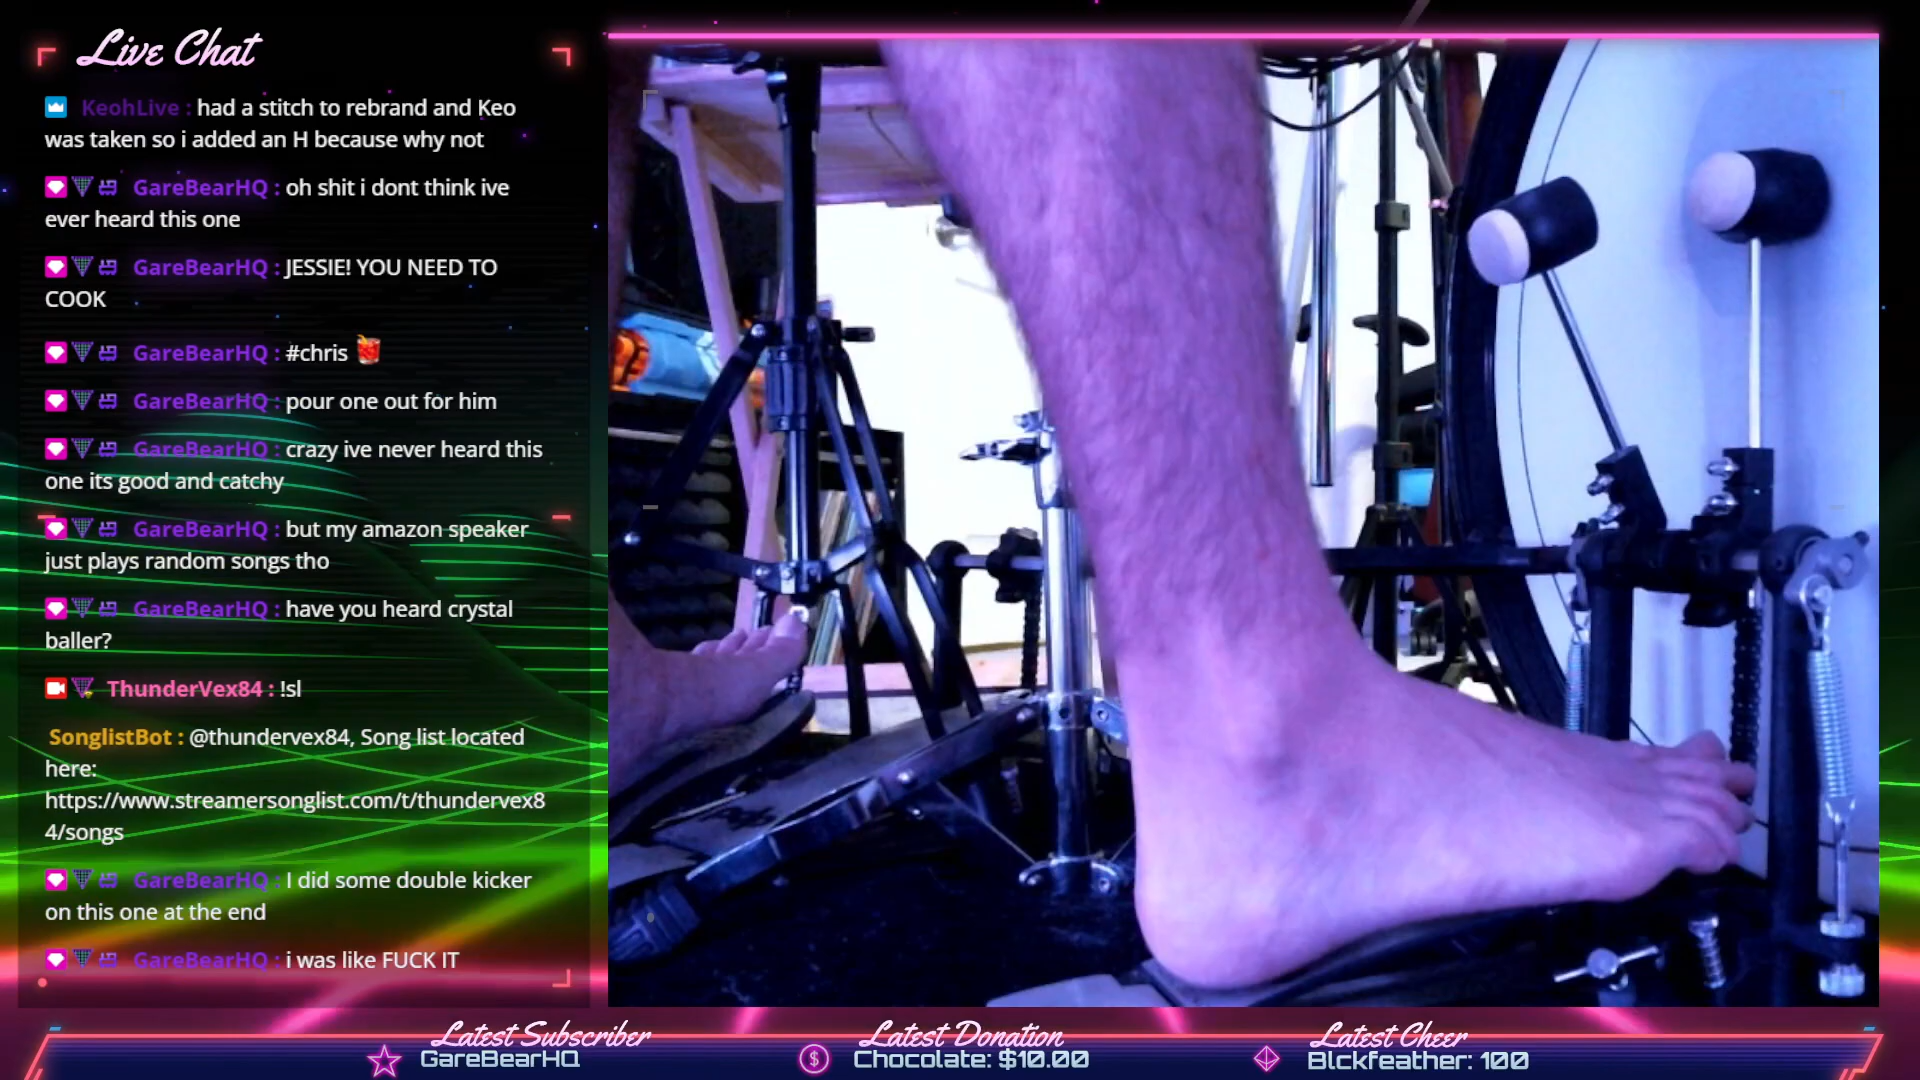 Live Chat
KeohLive : had a stitch to rebrand and Keo
was taken so i added an H because why not
GareBearHQ : oh shit i dont think ive
ever heard this one
GareBearHQ : JESSIE! YOU NEED TO
COOK
GareBearHQ : #chris
GareBearHQ : pour one out for him
GareBearHQ : crazy ive never heard this
one its good and catchy
GareBearHQ : but my amazon speaker
just plays random songs tho
GareBearHQ : have you heard crystal
baller?
ThunderVex84 : !sl
SonglistBot : @thundervex84, Song list located
here:
https://www.streamersonglist.com/t/thundervex8
4/songs
GareBearHQ : I did some double kicker
on this one at the end
GareBearHQ : i was like FUCK IT
Latest Subscriber
GareBearHQ
Latest Donation
Chocolate: $10.00
Latest Cheer
Blckfeather: 100